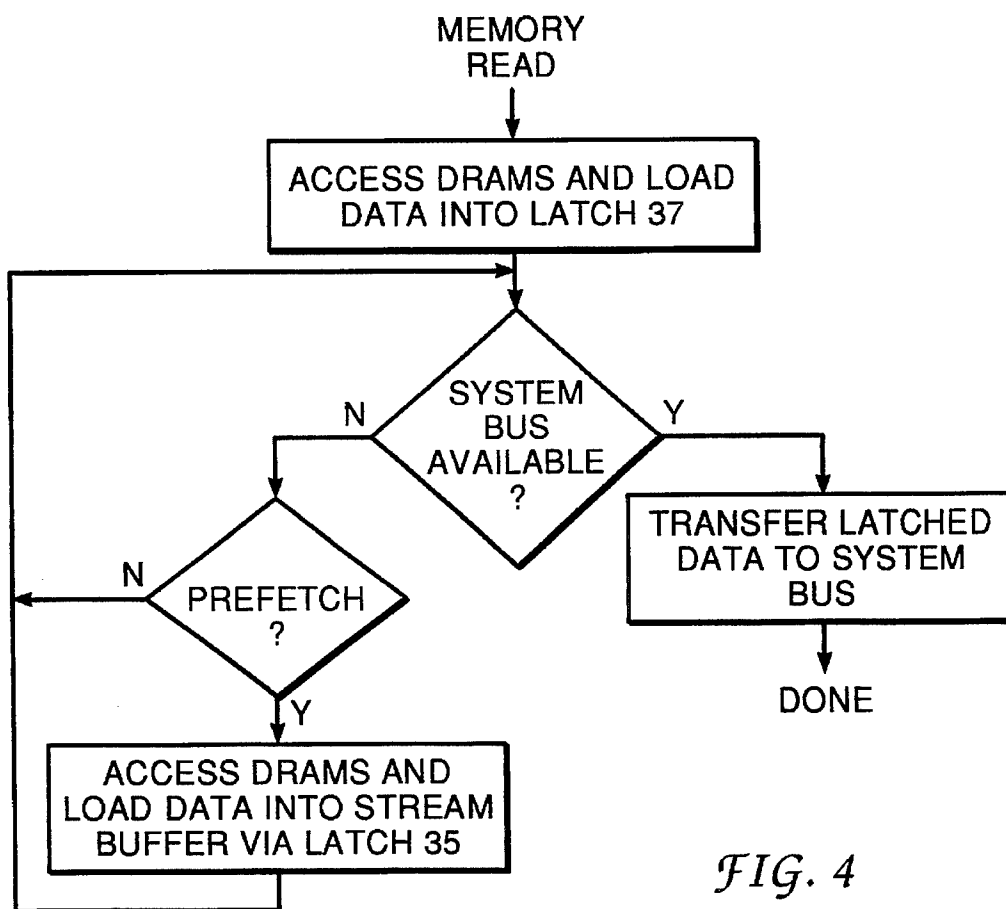 MEMORY
READ
ACCESS DRAMS AND LOAD
DATA INTO LATCH 37
SYSTEM
BUS
AVAILABLE
?
N
Y
TRANSFER LATCHED
DATA TO SYSTEM
BUS
DONE
PREFETCH
?
N
Y
ACCESS DRAMS AND
LOAD DATA INTO STREAM
BUFFER VIA LATCH 35
FIG. 4